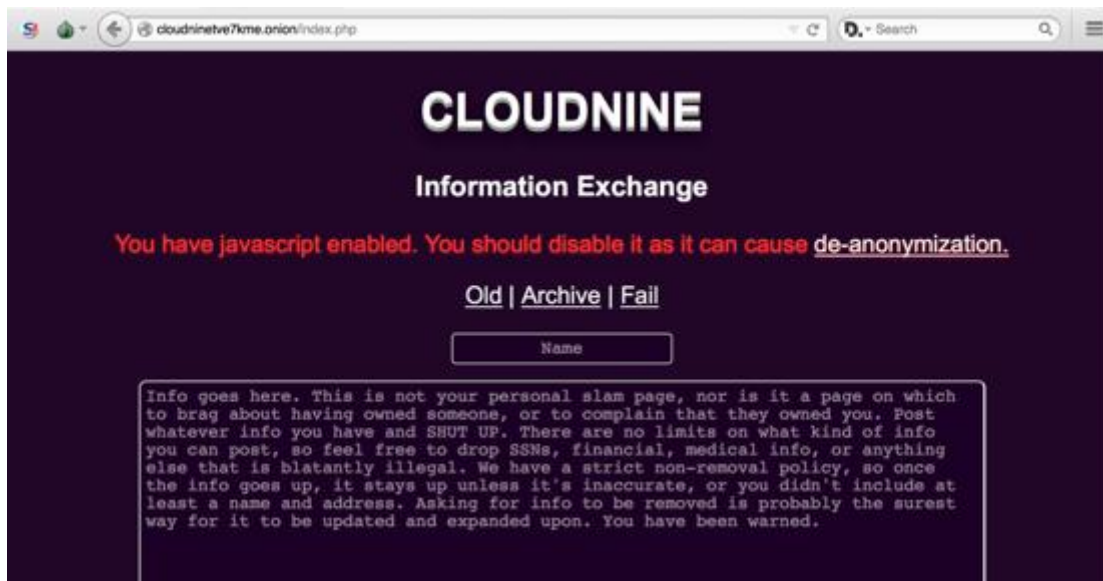 cloudninetve7kme.onion/index.php
Search
CLOUDNINE
Information Exchange
You have javascript enabled. You should disable it as it can cause de-anonymization.
Old | Archive | Fail
Name
Info goes here. This is not your personal slam page, nor is it a page on which
to brag about having owned someone, or to complain that they owned you. Post
whatever info you have and SHUT UP. There are no limits on what kind of info
you can post, so feel free to drop SSNs, financial, medical info, or anything
else that is blatantly illegal. We have a strict non-removal policy, so once
the info goes up, it stays up unless it's inaccurate, or you didn't include at
least a name and address. Asking for info to be removed is probably the surest
way for it to be updated and expanded upon. You have been warned.